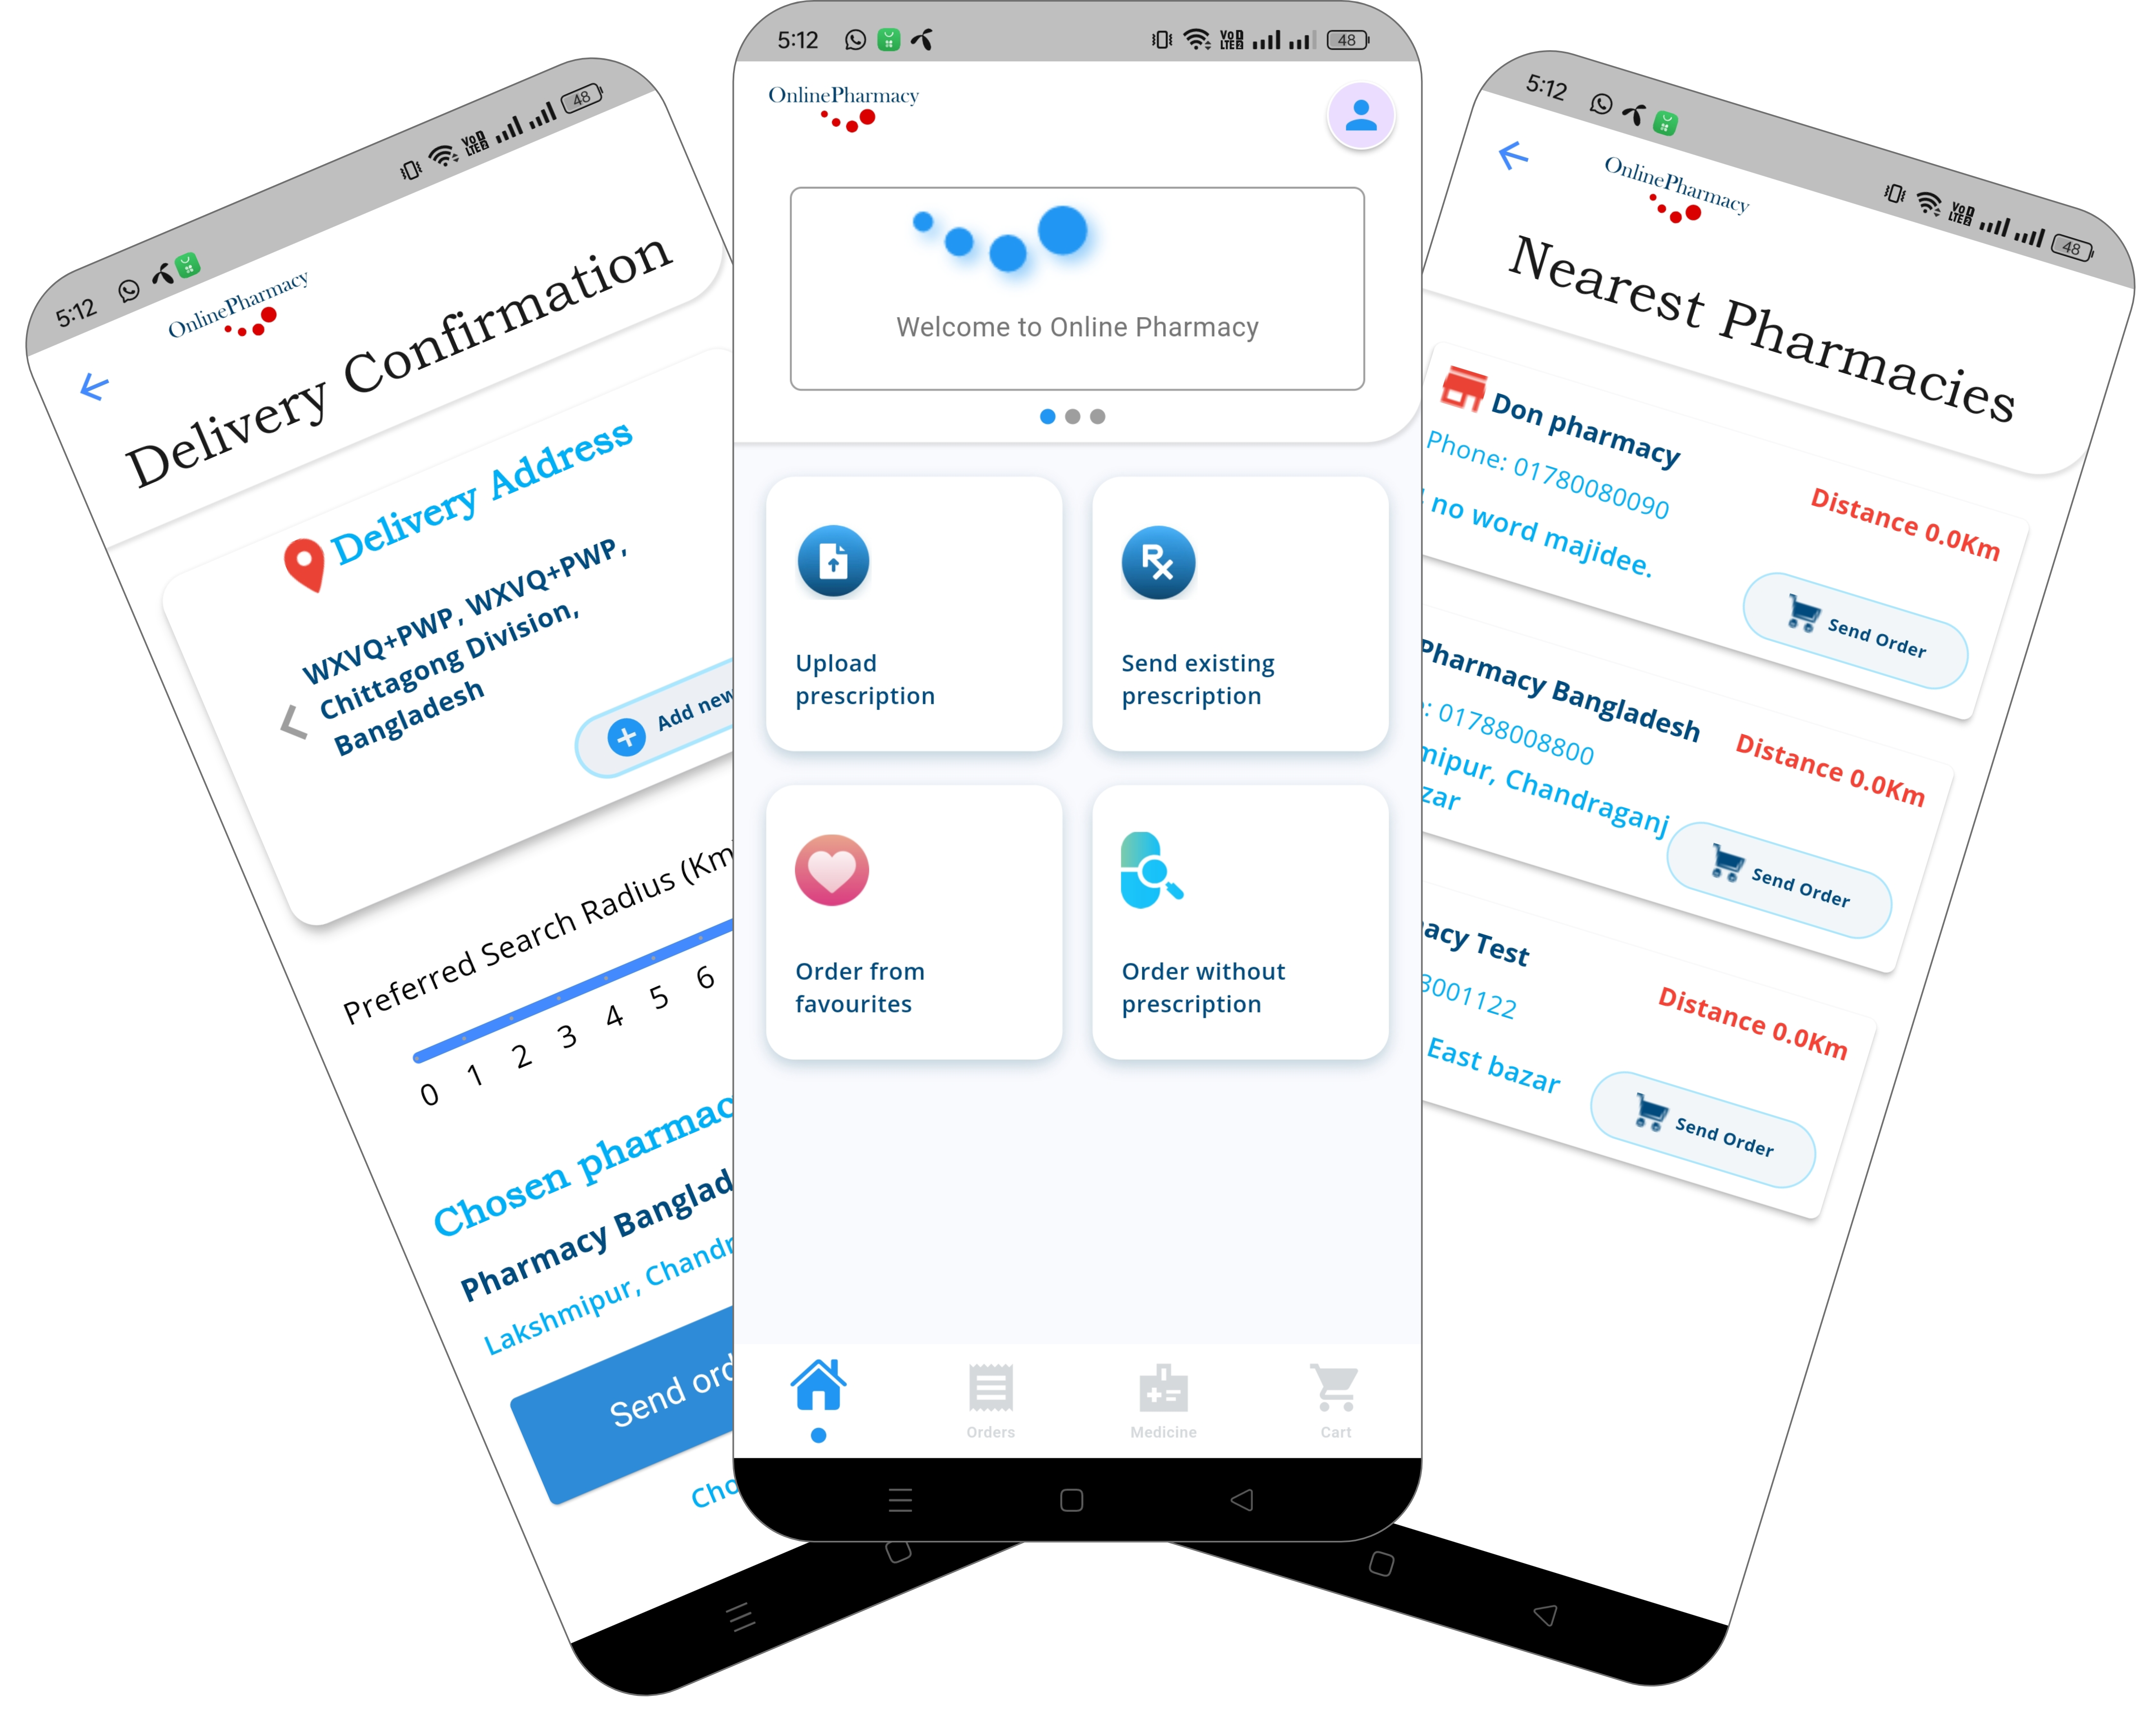 5:12
48
OnlinePharmacy
Delivery Confirmation
Delivery Address
WXVQ+PWP, WXVQ+PWP,
Chittagong Division,
Bangladesh
Add new
Preferred Search Radius (Km
0 1 2 3 4 5 6
Chosen pharmac
Pharmacy Banglad
Lakshmipur, Chandr
Send ord
Cho
5:12
Vo LTE 48
OnlinePharmacy
Welcome to Online Pharmacy
Upload
prescription
Send existing
prescription
Order from
favourites
Order without
prescription
Orders
Medicine
Cart
5:12
48
OnlinePharmacy
Nearest Pharmacies
Don pharmacy
Phone: 01780080090
Distance 0.0Km
no word majidee.
Send Order
Pharmacy Bangladesh
: 01788008800
Distance 0.0Km
mipur, Chandraganj
zar
Send Order
acy Test
3001122
Distance 0.0Km
East bazar
Send Order